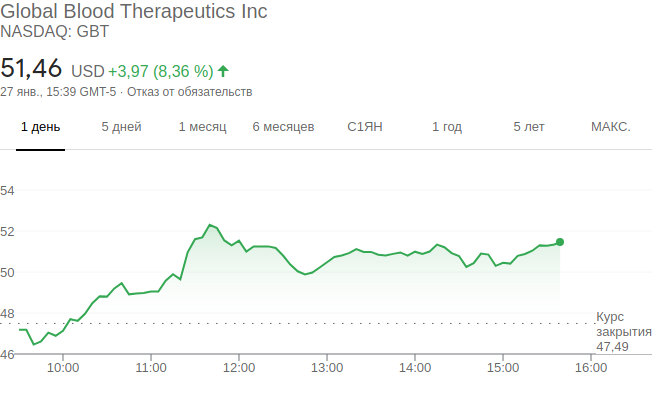 Global Blood Therapeutics Inc
NASDAQ: GBT
51,46 USD +3,97 (8,36 %)
27 янв., 15:39 GMT-5 · Отказ от обязательств
1 день 5 дней 1 месяц 6 месяцев С1ЯН 1 год 5 лет МАКС.
54
52
50
48
Курс
закрытия
47,49
46
10:00 11:00 12:00 13:00 14:00 15:00 16:00